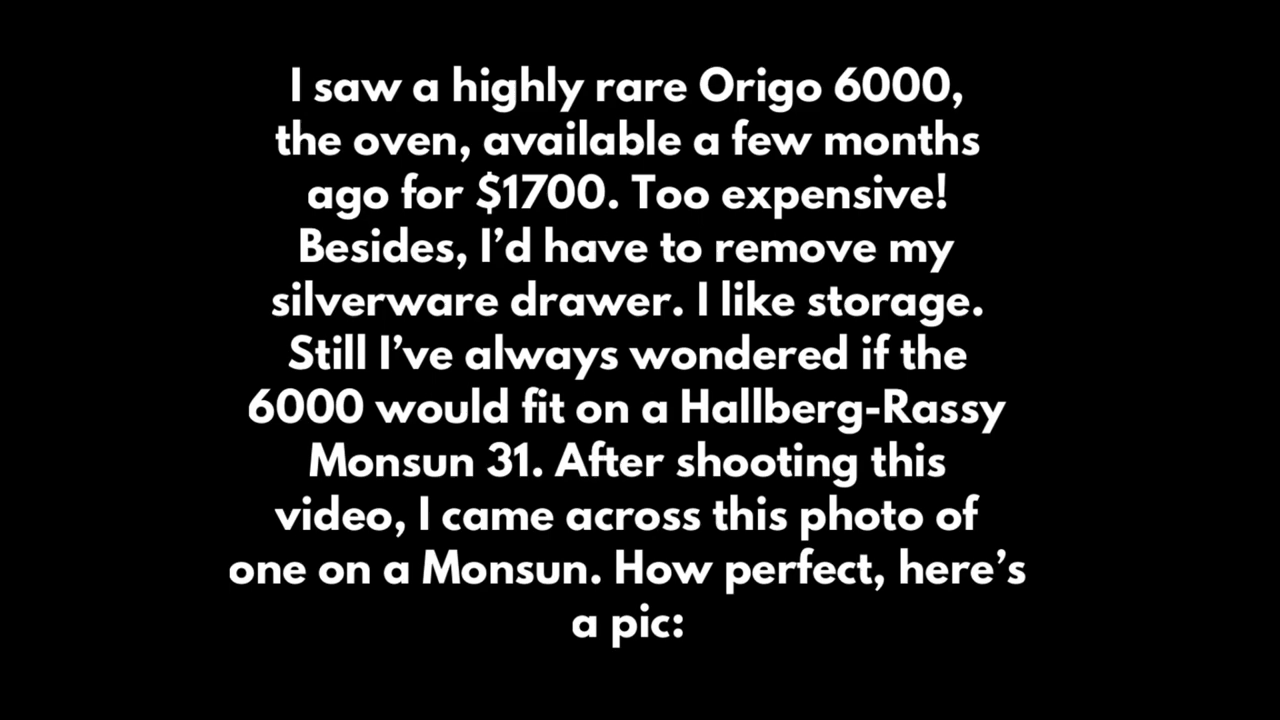 I saw a highly rare Origo 6000,
the oven, available a few months
ago for $1700. Too expensive!
Besides, I’d have to remove my
silverware drawer. I like storage.
Still I’ve always wondered if the
6000 would fit on a Hallberg-Rassy
Monsun 31. After shooting this
video, I came across this photo of
one on a Monsun. How perfect, here’s
a pic: